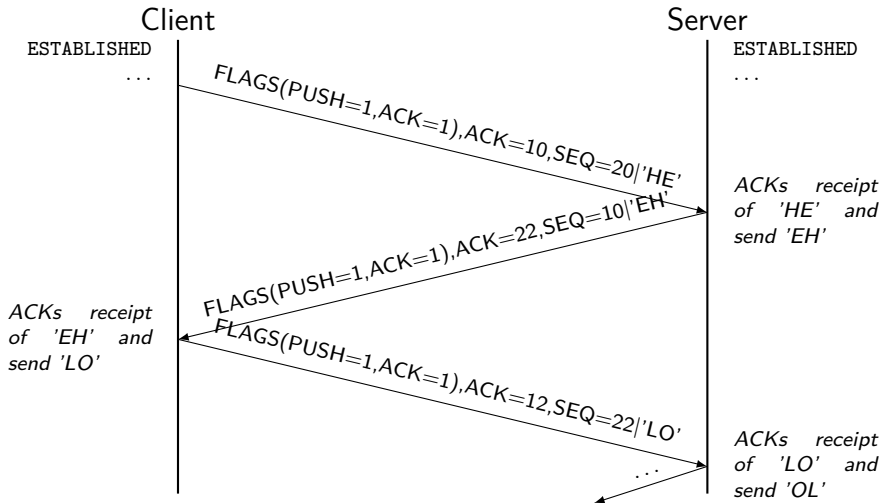 Client
Server
ESTABLISHED
ESTABLISHED
...
...
FLAGS(PUSH=1,ACK=1),ACK=10,SEQ=20|'HE'
ACKs receipt
of 'HE' and
send 'EH'
FLAGS(PUSH=1,ACK=1),ACK=22,SEQ=10|'EH'
ACKs receipt
of 'EH' and
send 'LO'
FLAGS(PUSH=1,ACK=1),ACK=12,SEQ=22|'LO'
ACKs receipt
of 'LO' and
send 'OL'
...